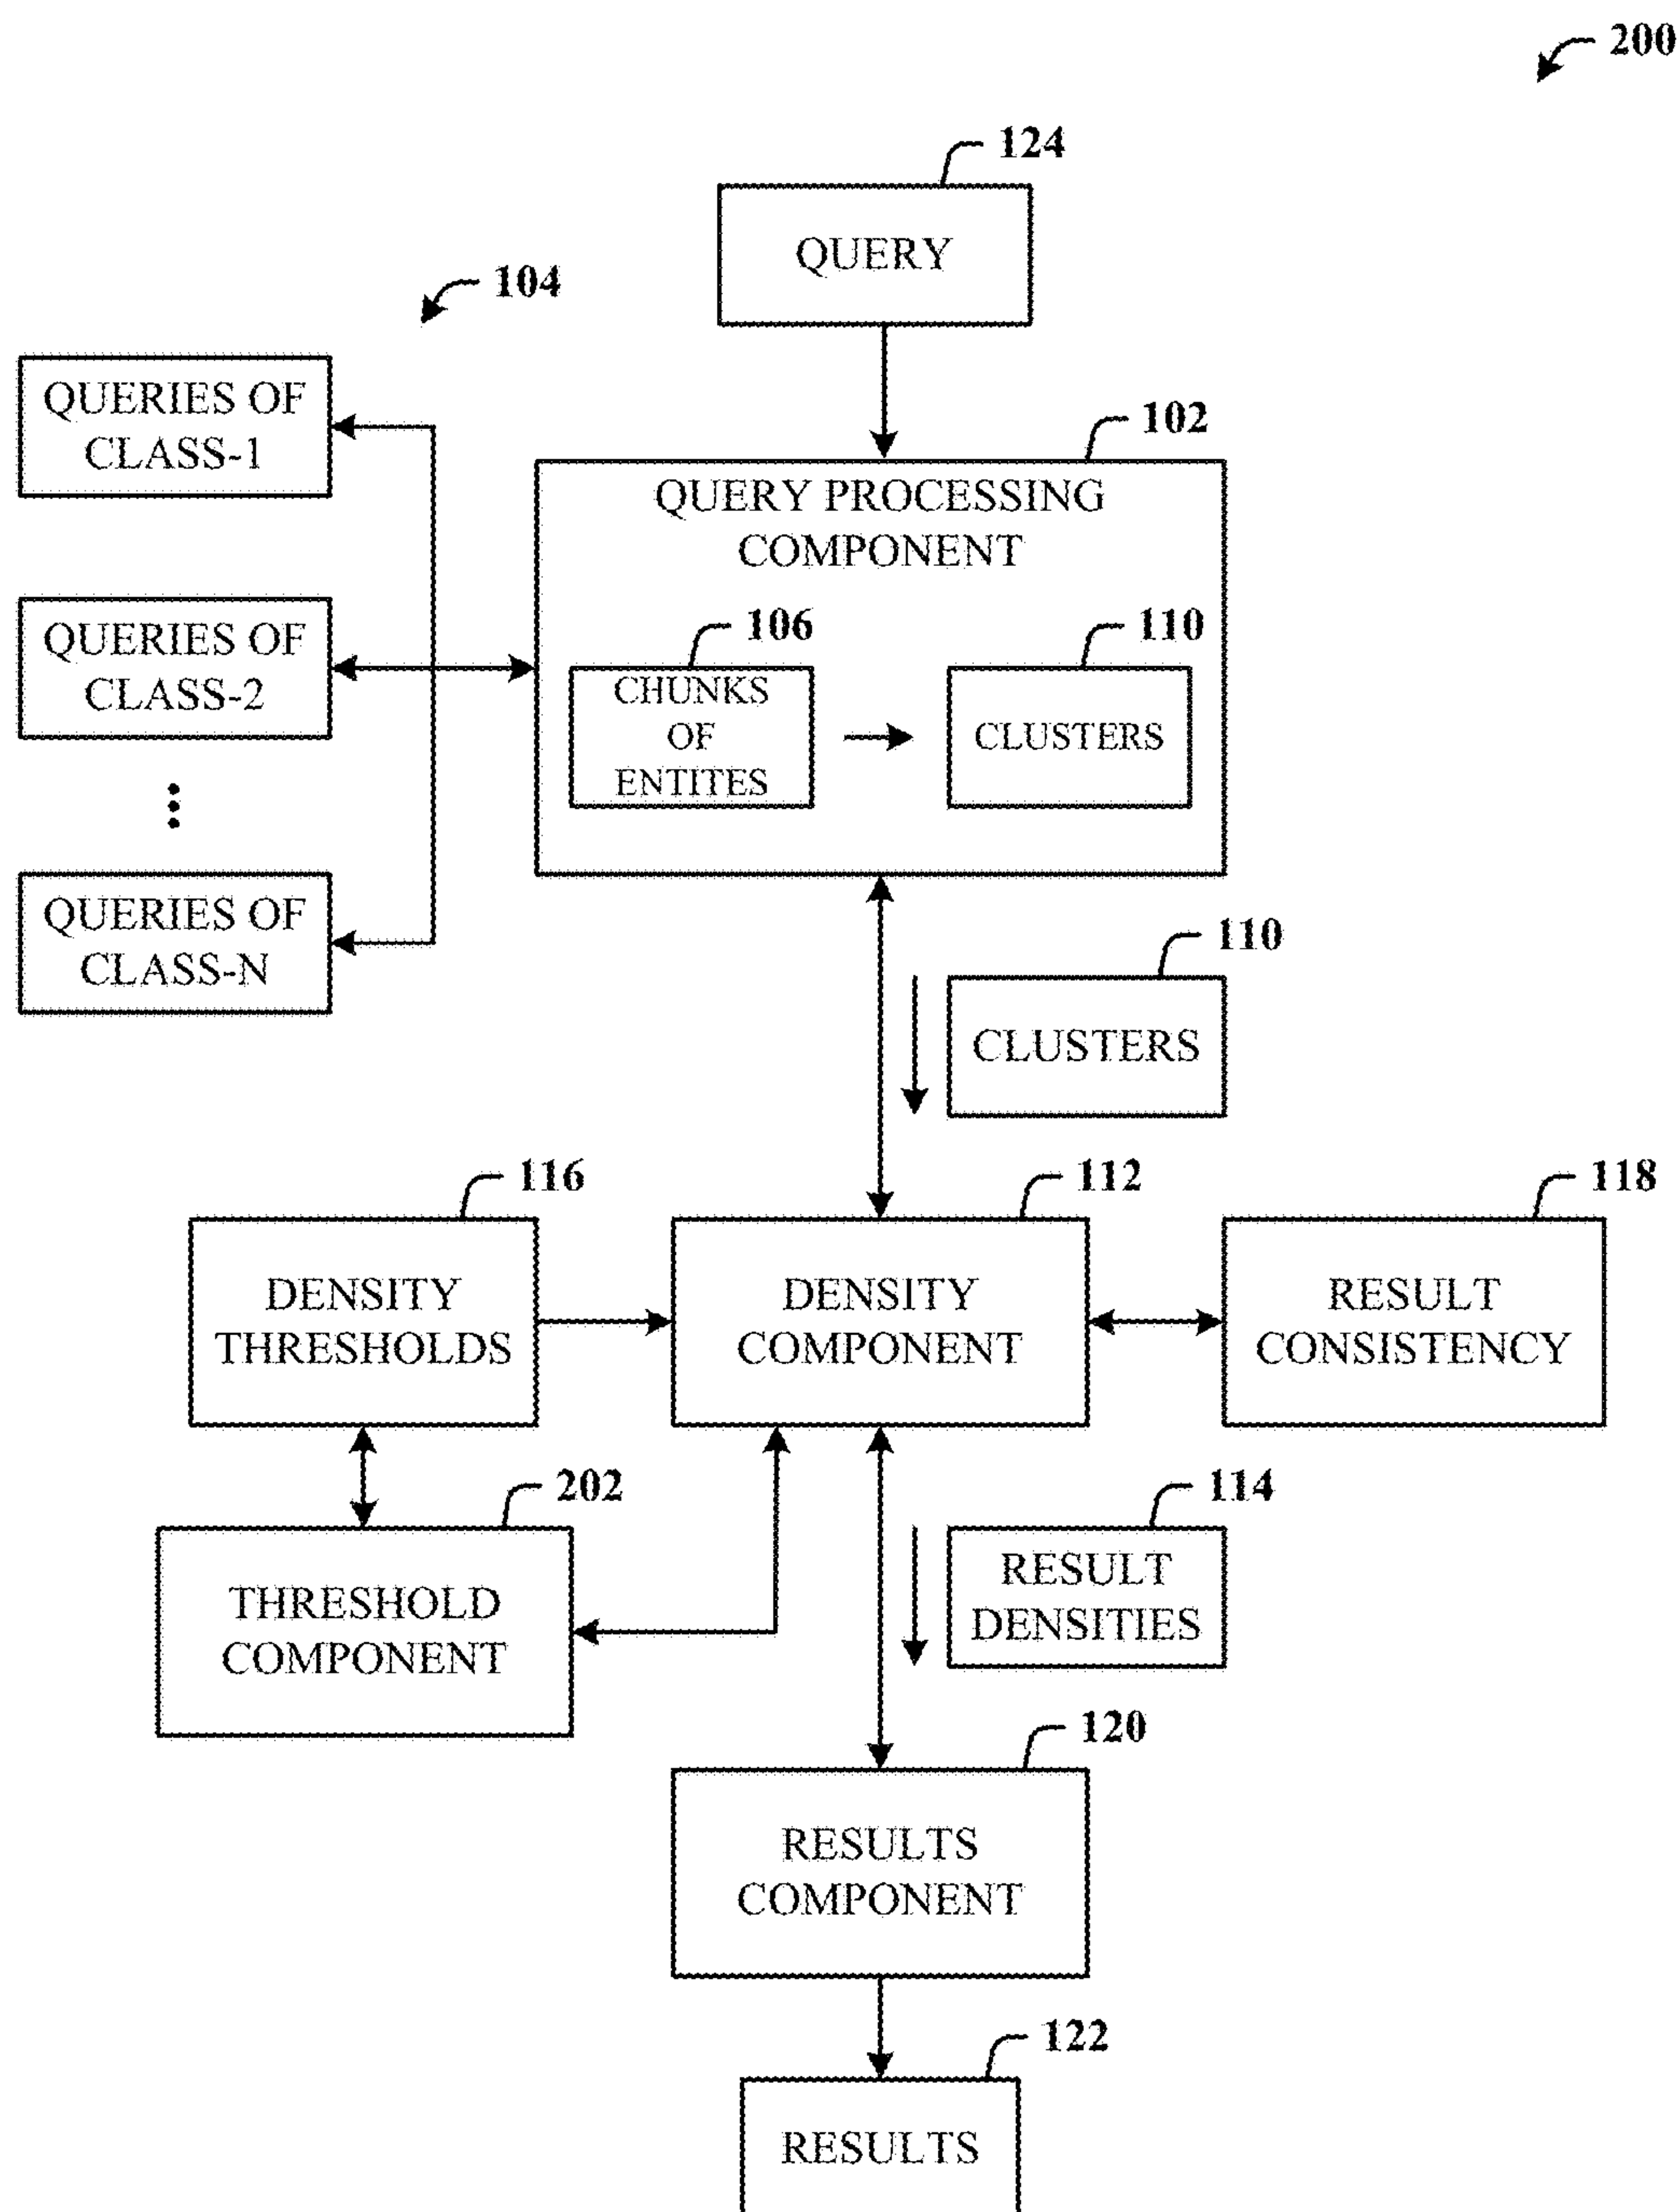 200
124
QUERY
104
QUERIES OF
CLASS-1
102
QUERY PROCESSING
COMPONENT
QUERIES OF
CLASS-2
106
CHUNKS
OF
ENTITES
110
CLUSTERS
QUERIES OF
CLASS-N
110
CLUSTERS
116
DENSITY
THRESHOLDS
112
DENSITY
COMPONENT
118
RESULT
CONSISTENCY
202
THRESHOLD
COMPONENT
114
RESULT
DENSITIES
120
RESULTS
COMPONENT
122
RESULTS